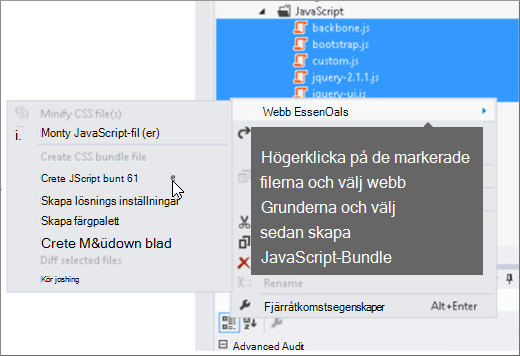 JavaScript
backbone.js
bootstrap.js
custom.js
jquery-2.1.1.js
jquery-ui.js
Minify CSS file(s)
i. Monty JavaScript-fil (er)
Create CSS bundle file
Crete JScript bunt 61
Skapa lösnings inställningar
Skapa färgpalett
Crete M&üdown blad
Diff selected files
Kör jashing
Webb EssenOals
Högerklicka på de markerade
filerna och välj webb
Grunderna och välj
sedan skapa
JavaScript-Bundle
Rename
Fjärråtkomstsegenskaper Alt+Enter
Advanced Audit